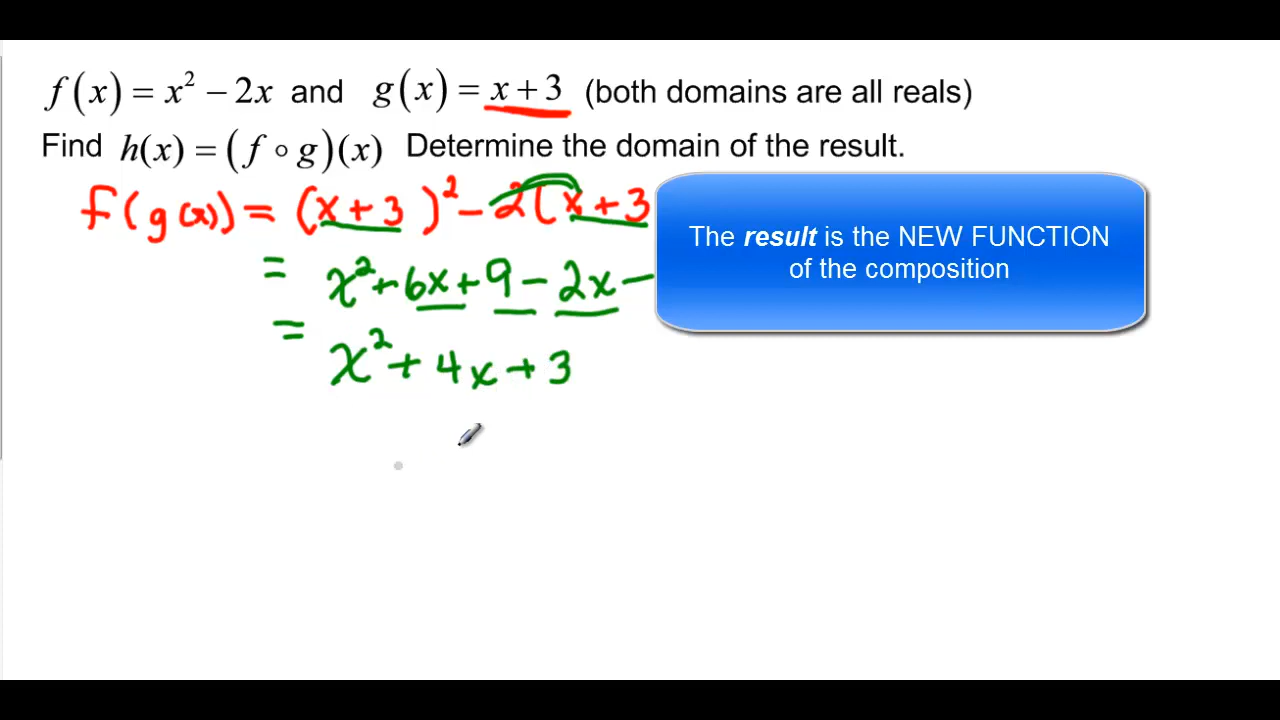 f(x) = x² − 2x and g(x) = x + 3 (both domains are all reals)
Find h(x) = (f ∘ g)(x) Determine the domain of the result.
f(g(x)) = (x + 3)² − 2(x + 3
= x² + 6x + 9 − 2x −
= x² + 4x + 3
The result is the NEW FUNCTION
of the composition